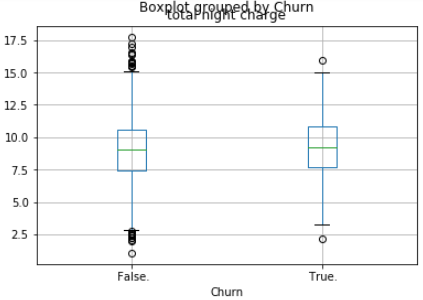 Boxplot grouped by Churn
total night charge
17.5
15.0
12.5
10.0
7.5
5.0
2.5
False.
True.
Churn